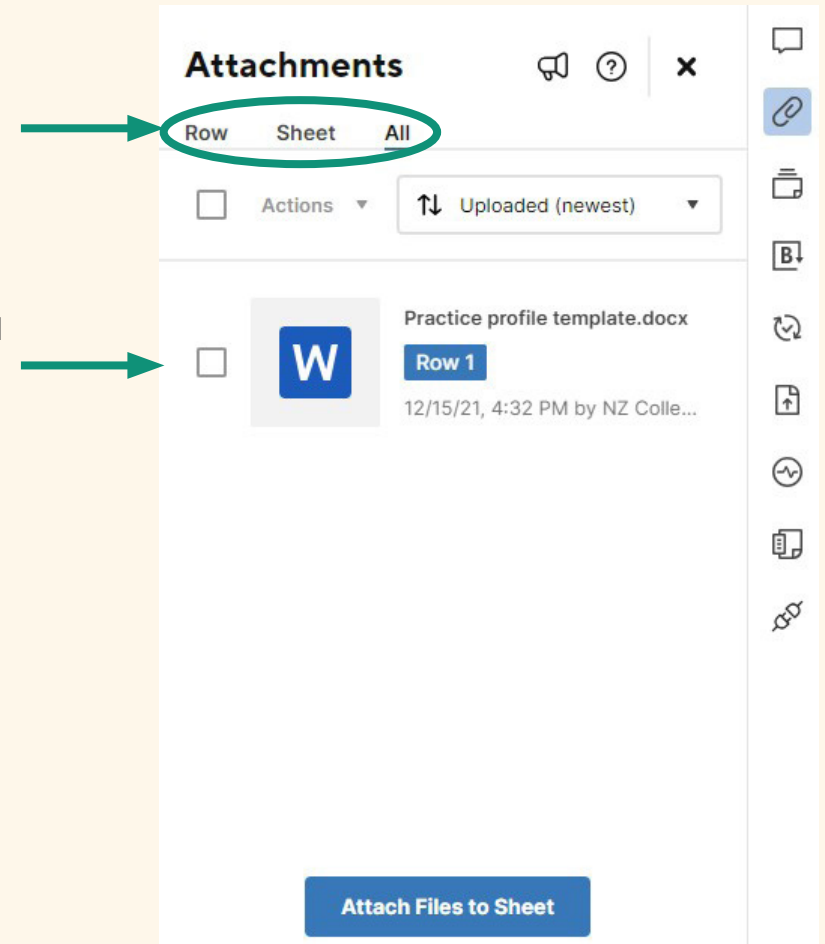 Attachments
Row Sheet All
Actions Uploaded (newest)
Practice profile template.docx
W
Row 1
12/15/21, 4:32 PM by NZ Colle...
B
Attach Files to Sheet